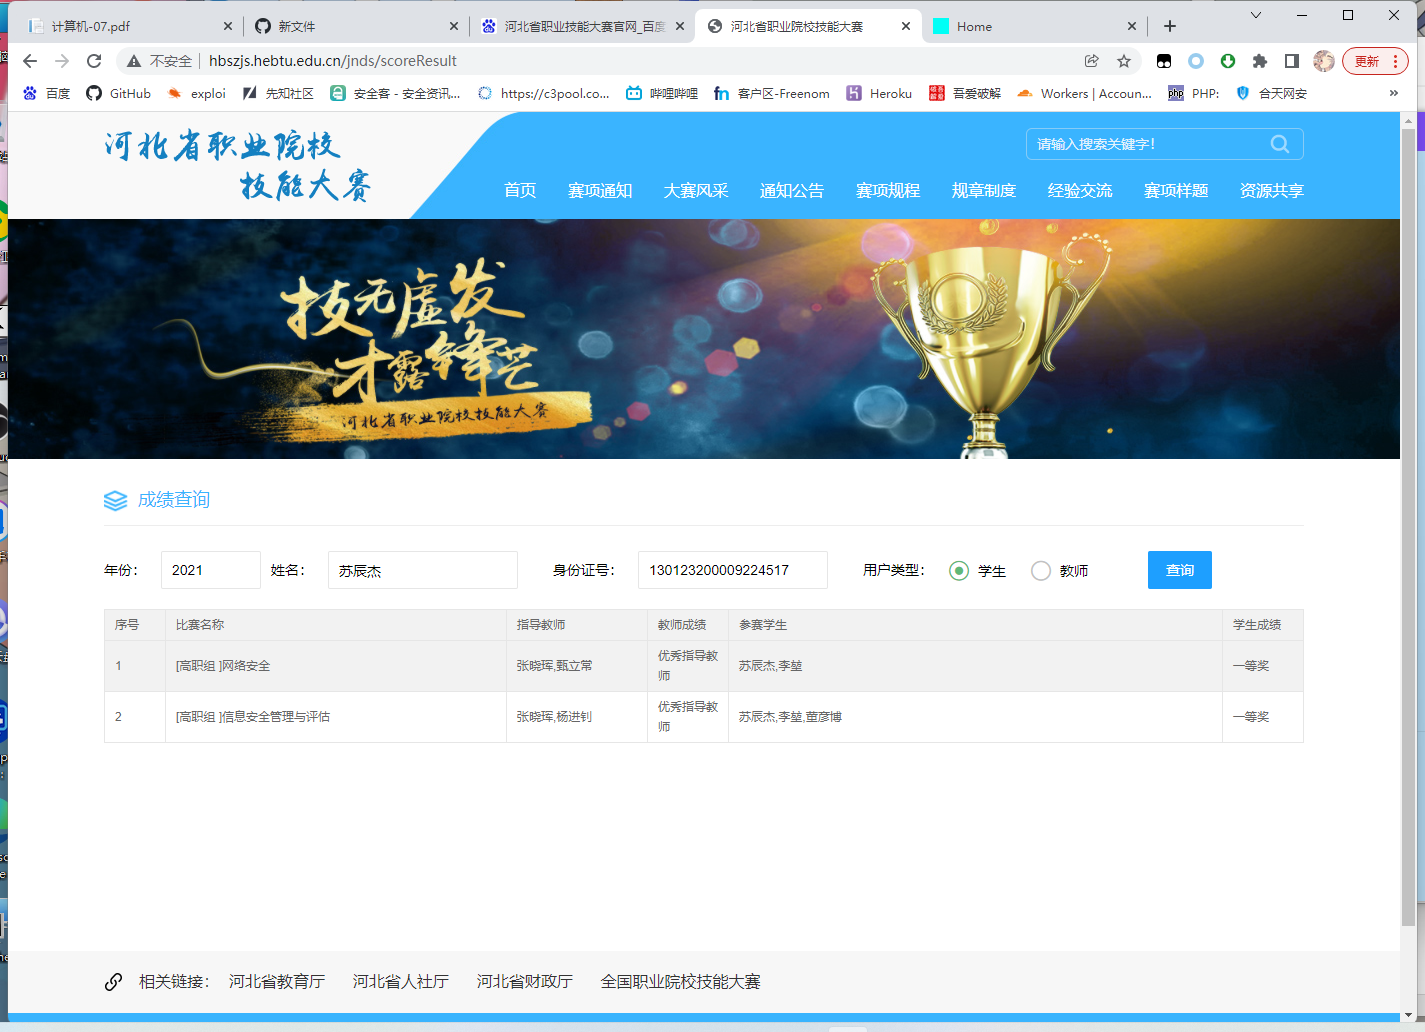 计算机-07.pdf
新文件
河北省职业技能大赛官网_百度
河北省职业院校技能大赛
Home
不安全
hbszjs.hebtu.edu.cn/jnds/scoreResult
更新
百度
GitHub
exploi
先知社区
安全客 - 安全资讯...
https://c3pool.co...
哔哩哔哩
客户区-Freenom
Heroku
吾爱破解
Workers | Accoun...
php
PHP:
合天网安
»
河北省职业院校
技能大赛
请输入搜索关键字！
首页 赛项通知 大赛风采 通知公告 赛项规程 规章制度 经验交流 赛项样题 资源共享
技无虚发
才露锋芒
河北省职业院校技能大赛
成绩查询
年份： 2021 姓名： 苏辰杰 身份证号： 130123200009224517 用户类型： 学生 教师 查询
序号 比赛名称 指导教师 教师成绩 参赛学生 学生成绩
1 [高职组 ]网络安全 张晓珲,甄立常 优秀指导教师 苏辰杰,李堃 一等奖
2 [高职组 ]信息安全管理与评估 张晓珲,杨进钊 优秀指导教师 苏辰杰,李堃,董彦博 一等奖
相关链接： 河北省教育厅 河北省人社厅 河北省财政厅 全国职业院校技能大赛